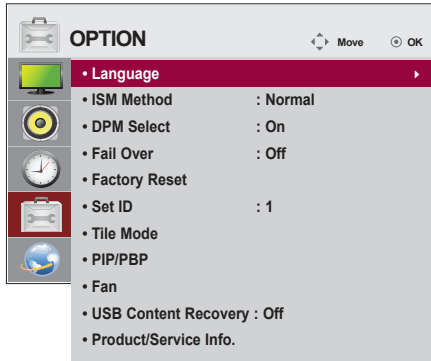 OPTION Move OK
• Language
• ISM Method : Normal
• DPM Select : On
• Fail Over : Off
• Factory Reset
• Set ID : 1
• Tile Mode
• PIP/PBP
• Fan
• USB Content Recovery : Off
• Product/Service Info.